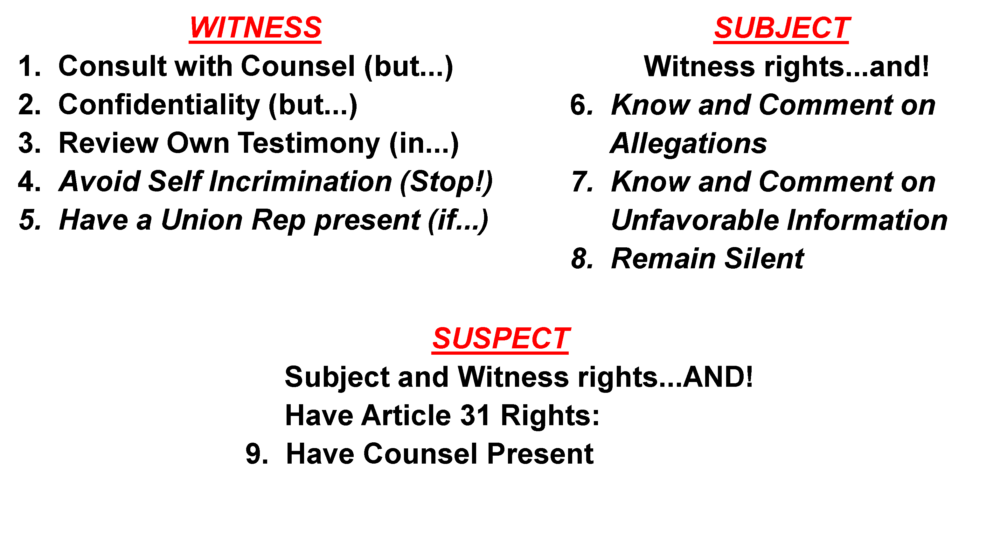 WITNESS
1. Consult with Counsel (but...)
2. Confidentiality (but...)
3. Review Own Testimony (in...)
4. Avoid Self Incrimination (Stop!)
5. Have a Union Rep present (if...)
SUBJECT
Witness rights...and!
6. Know and Comment on
Allegations
7. Know and Comment on
Unfavorable Information
8. Remain Silent
SUSPECT
Subject and Witness rights...AND!
Have Article 31 Rights:
9. Have Counsel Present